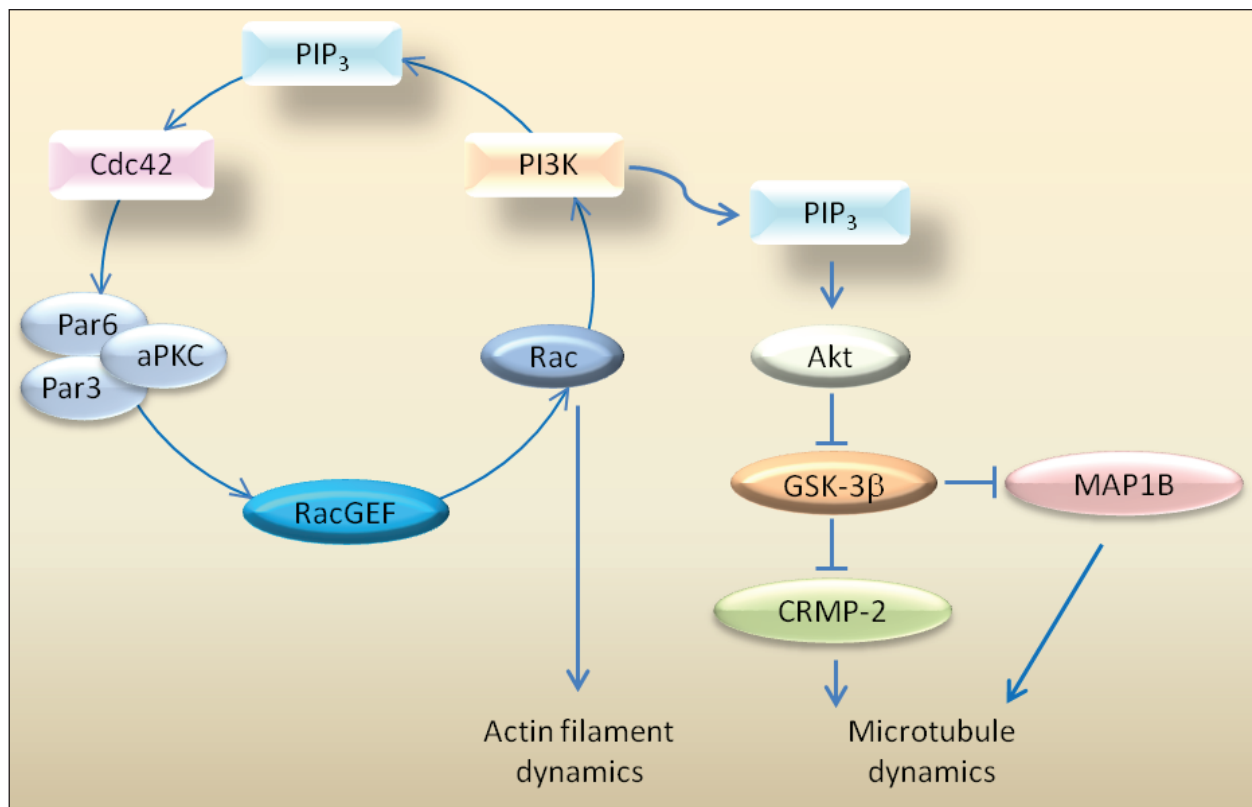 PIP₃
Cdc42
PI3K
PIP₃
Par6
aPKC
Par3
Rac
Akt
RacGEF
GSK-3β
MAP1B
CRMP-2
Actin filament
dynamics
Microtubule
dynamics